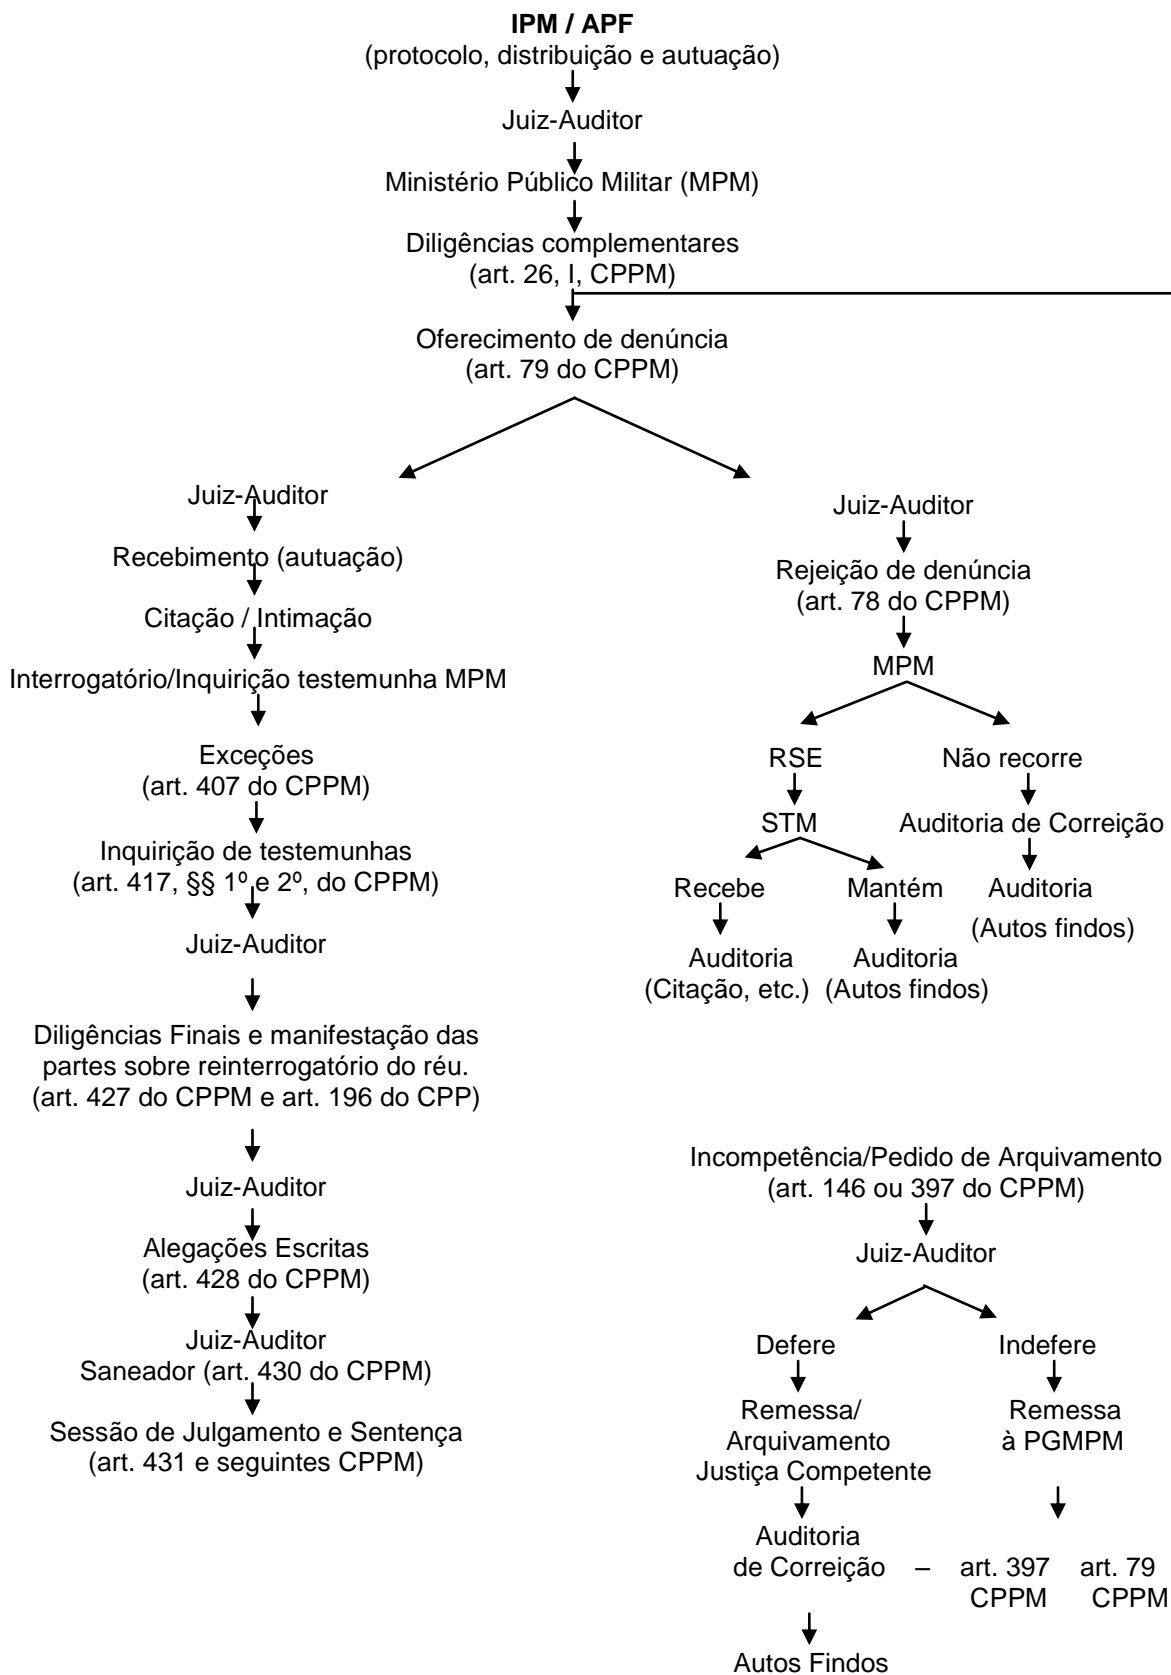 IPM / APF
(protocolo, distribuição e autuação)
Juiz-Auditor
Ministério Público Militar (MPM)
Diligências complementares
(art. 26, I, CPPM)
Oferecimento de denúncia
(art. 79 do CPPM)
Juiz-Auditor
Recebimento (autuação)
Citação / Intimação
Interrogatório/Inquirição testemunha MPM
Exceções
(art. 407 do CPPM)
Inquirição de testemunhas
(art. 417, §§ 1º e 2º, do CPPM)
Juiz-Auditor
Diligências Finais e manifestação das
partes sobre reinterrogatório do réu.
(art. 427 do CPPM e art. 196 do CPP)
Juiz-Auditor
Alegações Escritas
(art. 428 do CPPM)
Juiz-Auditor
Saneador (art. 430 do CPPM)
Sessão de Julgamento e Sentença
(art. 431 e seguintes CPPM)
Juiz-Auditor
Rejeição de denúncia
(art. 78 do CPPM)
MPM
RSE
Não recorre
STM
Auditoria de Correição
Recebe
Mantém
Auditoria
(Autos findos)
Auditoria
(Citação, etc.)
Auditoria
(Autos findos)
Incompetência/Pedido de Arquivamento
(art. 146 ou 397 do CPPM)
Juiz-Auditor
Defere
Indefere
Remessa/
Arquivamento
Justiça Competente
Remessa
à PGMPM
Auditoria
de Correição – art. 397 art. 79
CPPM CPPM
Autos Findos